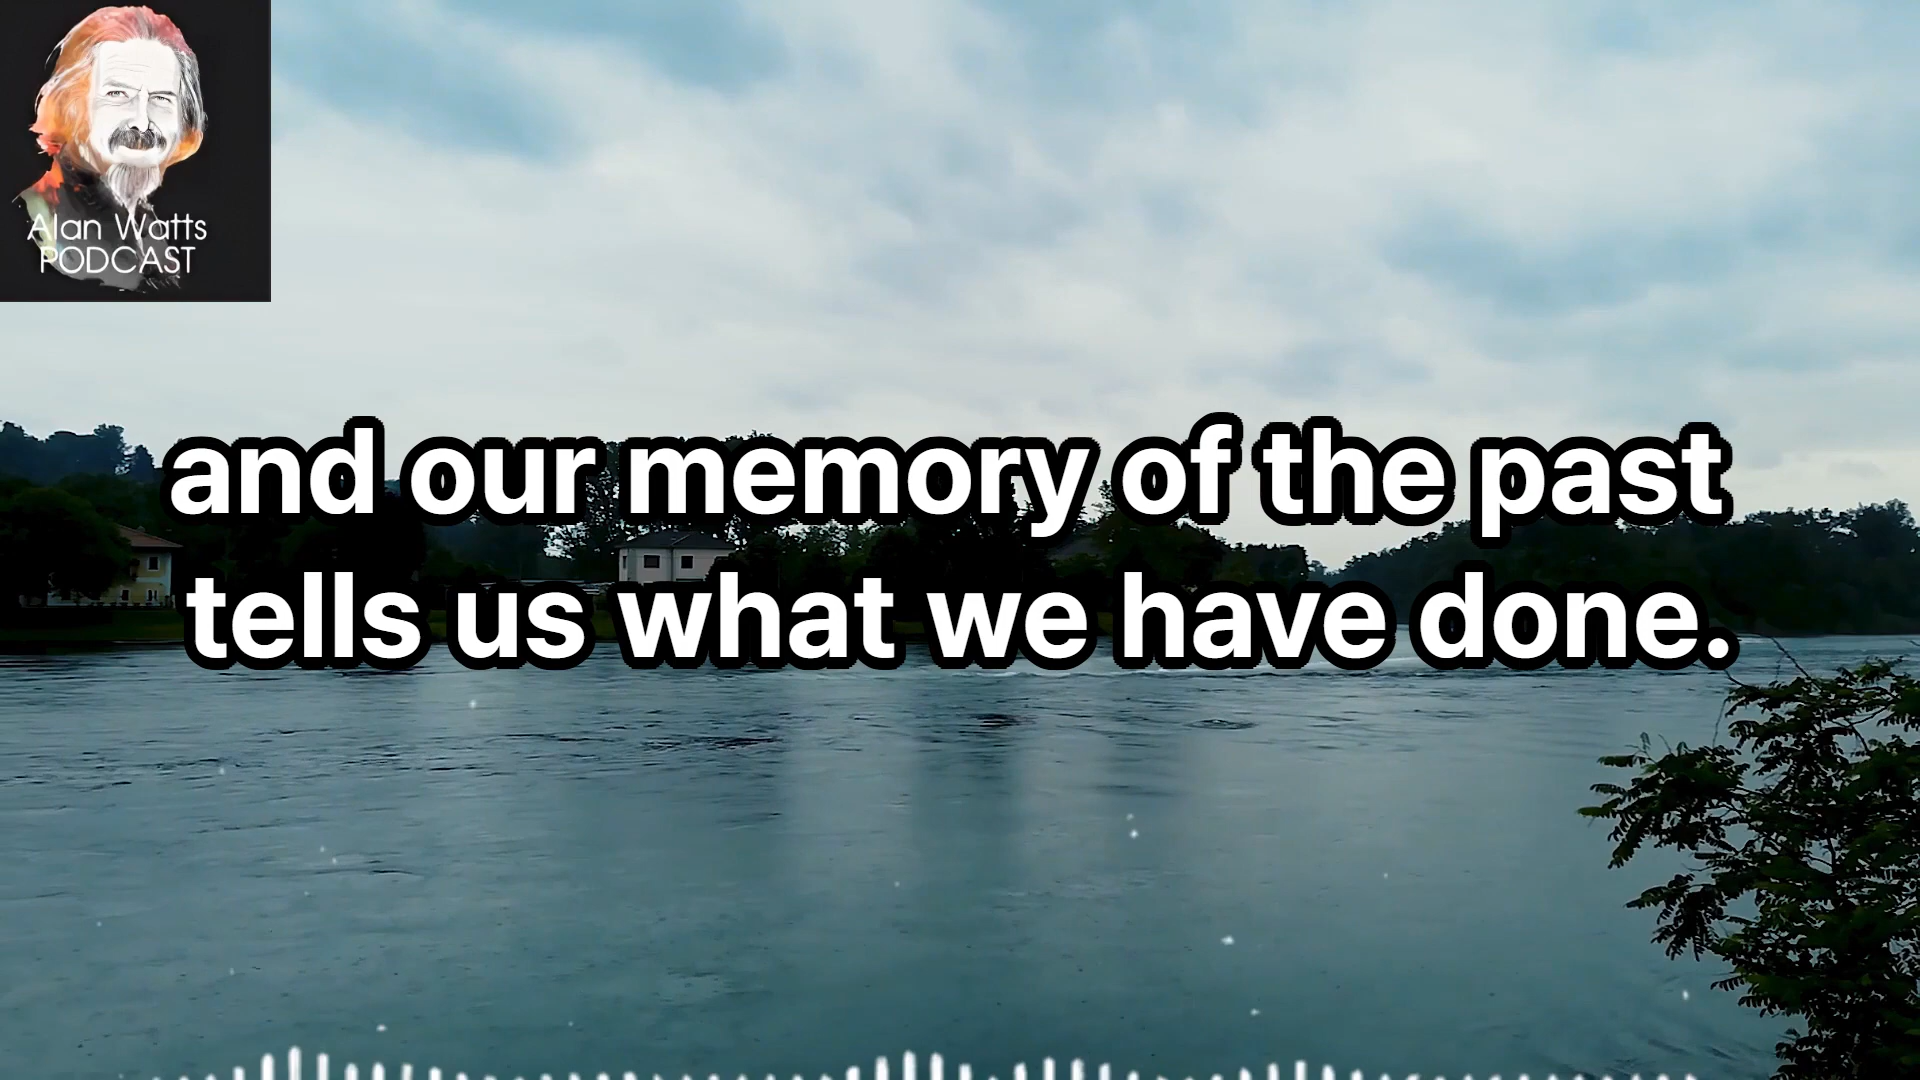 Alan Watts
PODCAST
and our memory of the past
tells us what we have done.